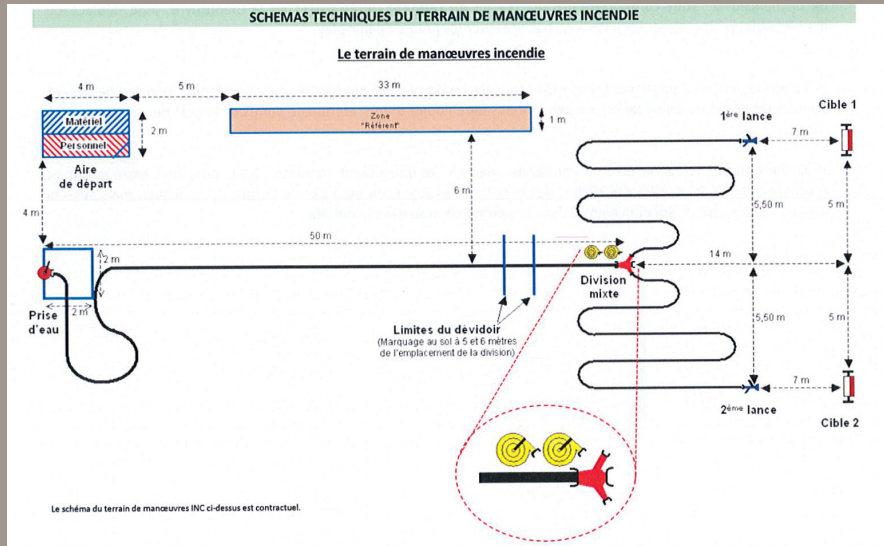 SCHEMAS TECHNIQUES DU TERRAIN DE MANŒUVRES INCENDIE
Le terrain de manœuvres incendie
4 m
5 m
33 m
Matériel
Personnel
2 m
Zone
"Référent"
1 m
Aire
de départ
4 m
6 m
50 m
2 m
2 m
Prise
d'eau
Limites du dévidoir
(Marquage au sol à 5 et 6 mètres
de l'emplacement de la division)
Division
mixte
1ère lance
7 m
Cible 1
5,50 m
5 m
14 m
5,50 m
5 m
7 m
2ème lance
Cible 2
Le schéma du terrain de manœuvres INC ci-dessus est contractuel.